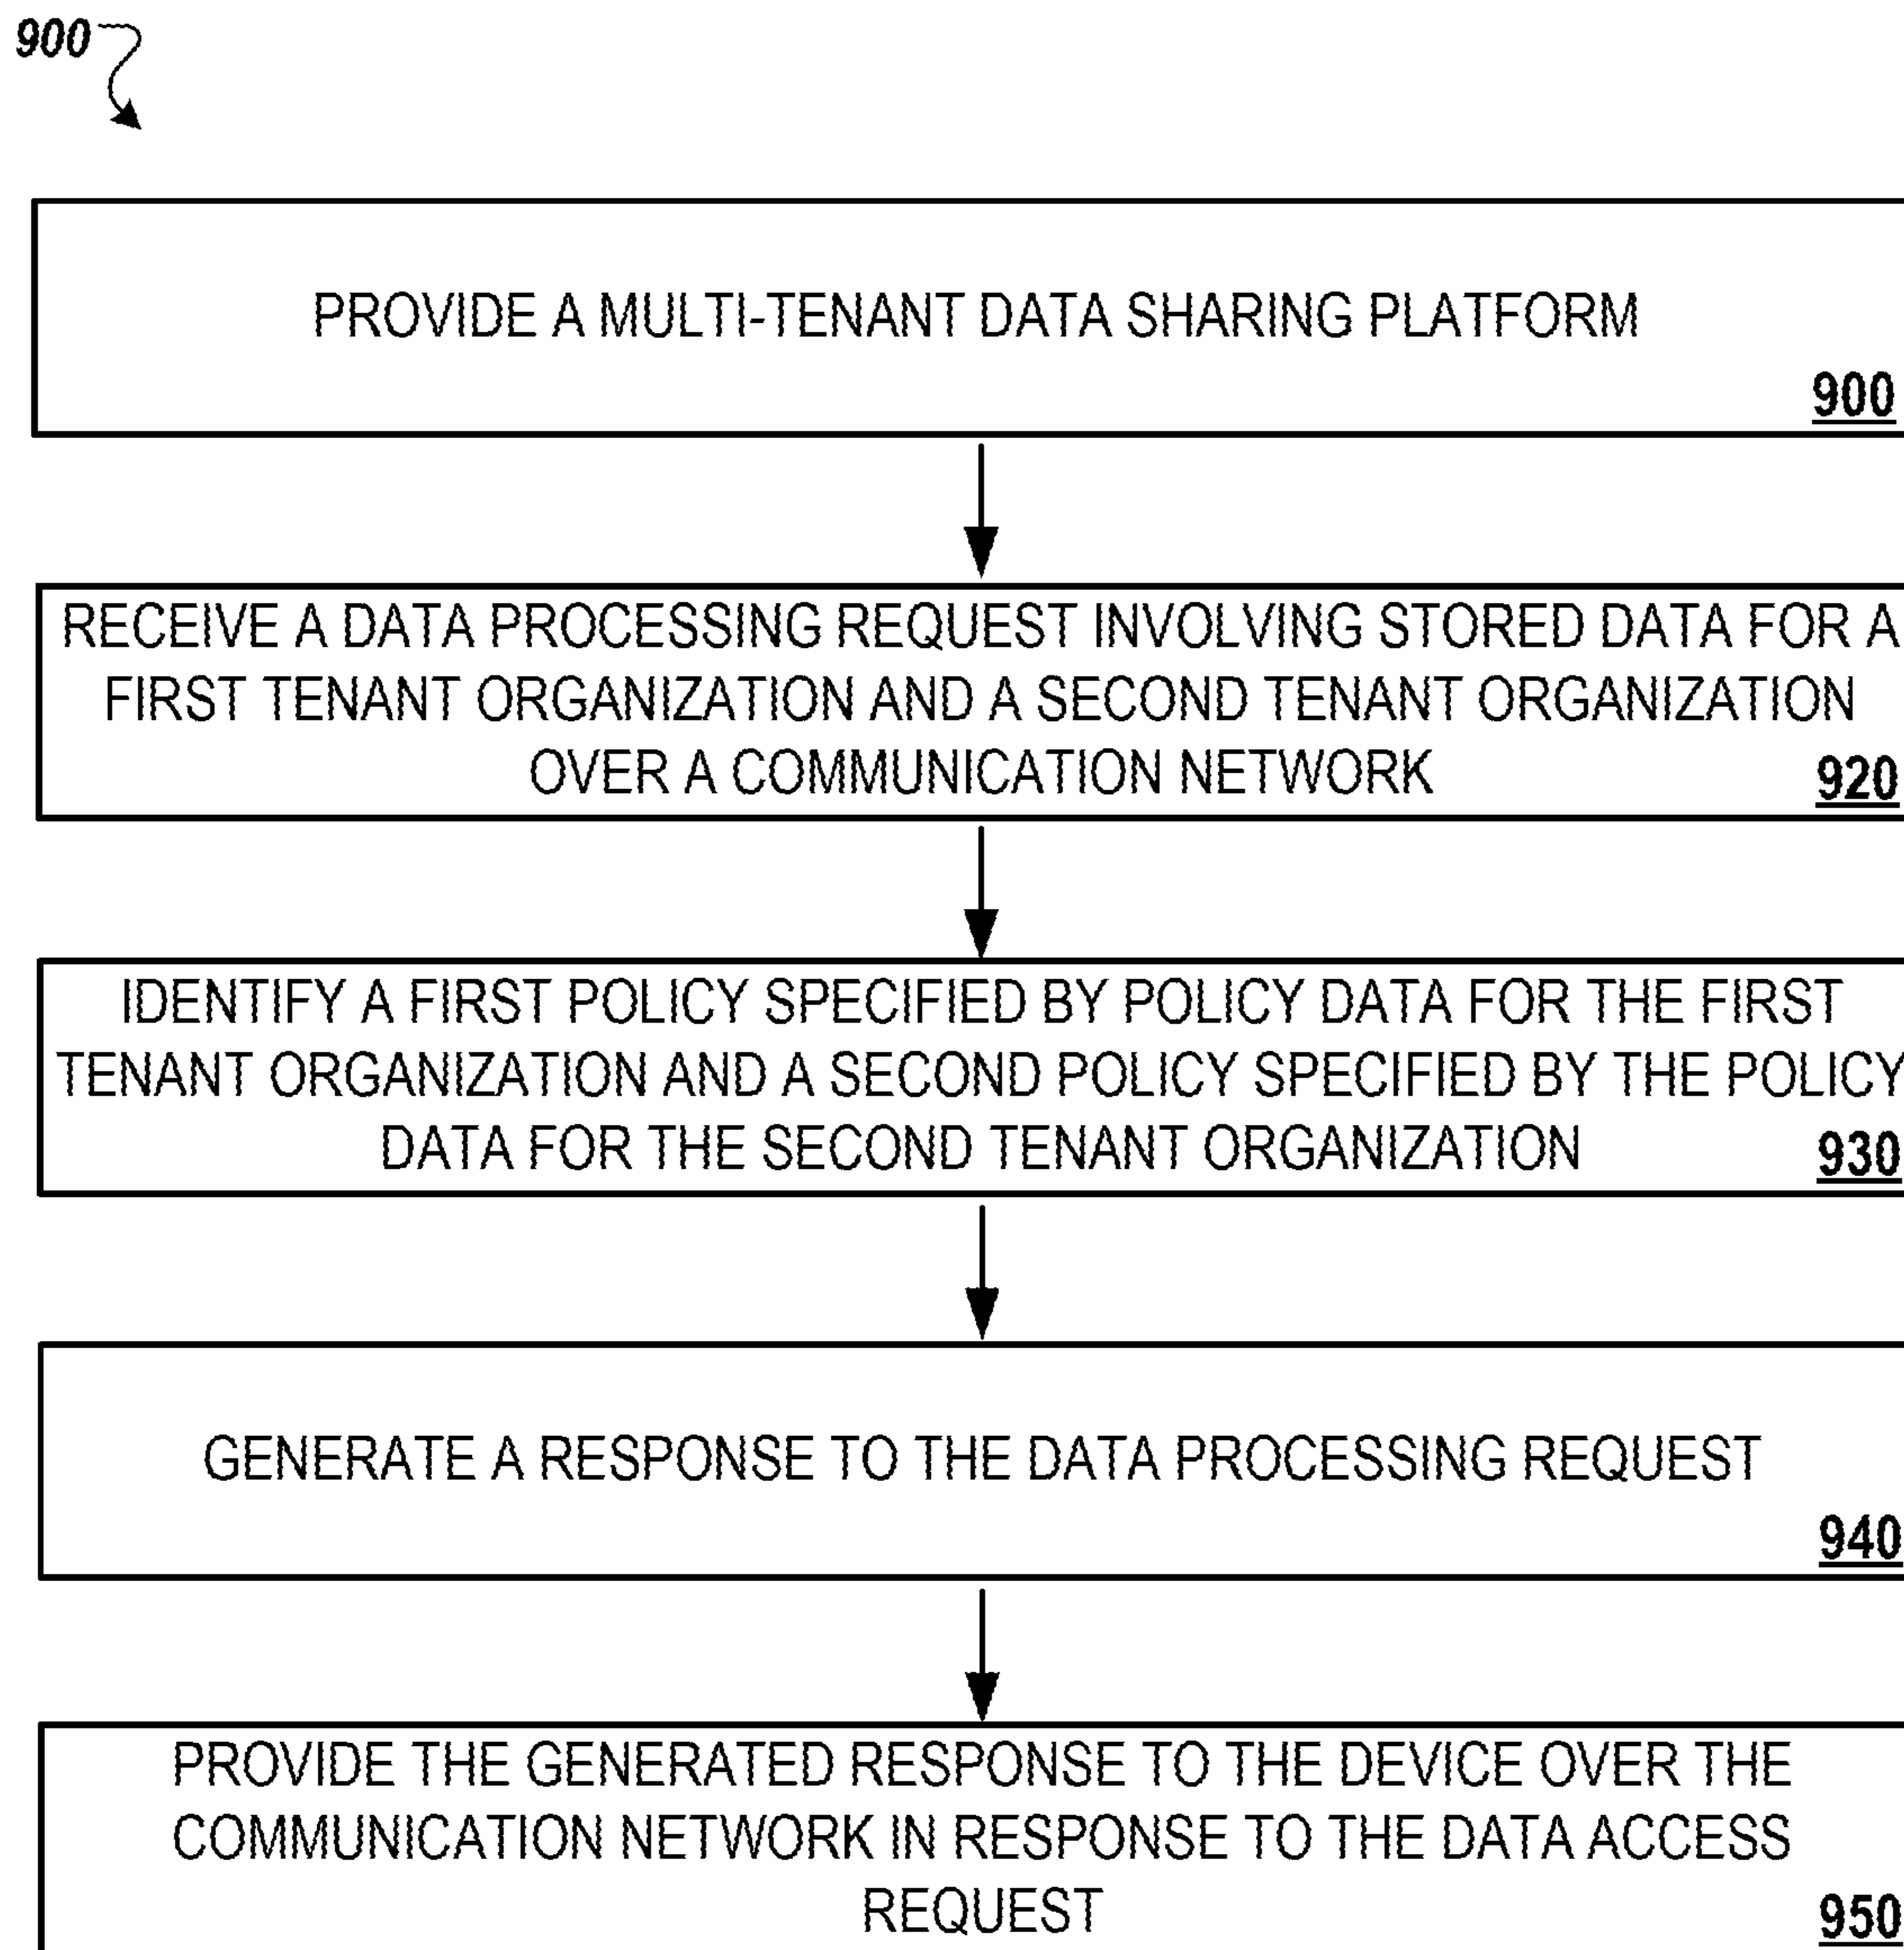 900
PROVIDE A MULTI-TENANT DATA SHARING PLATFORM
900
RECEIVE A DATA PROCESSING REQUEST INVOLVING STORED DATA FOR A
FIRST TENANT ORGANIZATION AND A SECOND TENANT ORGANIZATION
OVER A COMMUNICATION NETWORK
920
IDENTIFY A FIRST POLICY SPECIFIED BY POLICY DATA FOR THE FIRST
TENANT ORGANIZATION AND A SECOND POLICY SPECIFIED BY THE POLICY
DATA FOR THE SECOND TENANT ORGANIZATION
930
GENERATE A RESPONSE TO THE DATA PROCESSING REQUEST
940
PROVIDE THE GENERATED RESPONSE TO THE DEVICE OVER THE
COMMUNICATION NETWORK IN RESPONSE TO THE DATA ACCESS
REQUEST
950